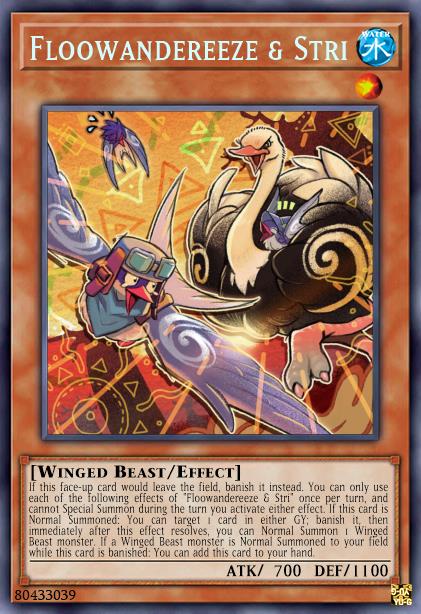 Floowandereeze & Stri
WATER
水
[Winged Beast/Effect]
If this face-up card would leave the field, banish it instead. You can only use
each of the following effects of "Floowandereeze & Stri" once per turn, and
cannot Special Summon during the turn you activate either effect. If this card is
Normal Summoned: You can target 1 card in either GY; banish it, then
immediately after this effect resolves, you can Normal Summon 1 Winged
Beast monster. If a Winged Beast monster is Normal Summoned to your field
while this card is banished: You can add this card to your hand.
ATK/ 700 DEF/1100
80433039